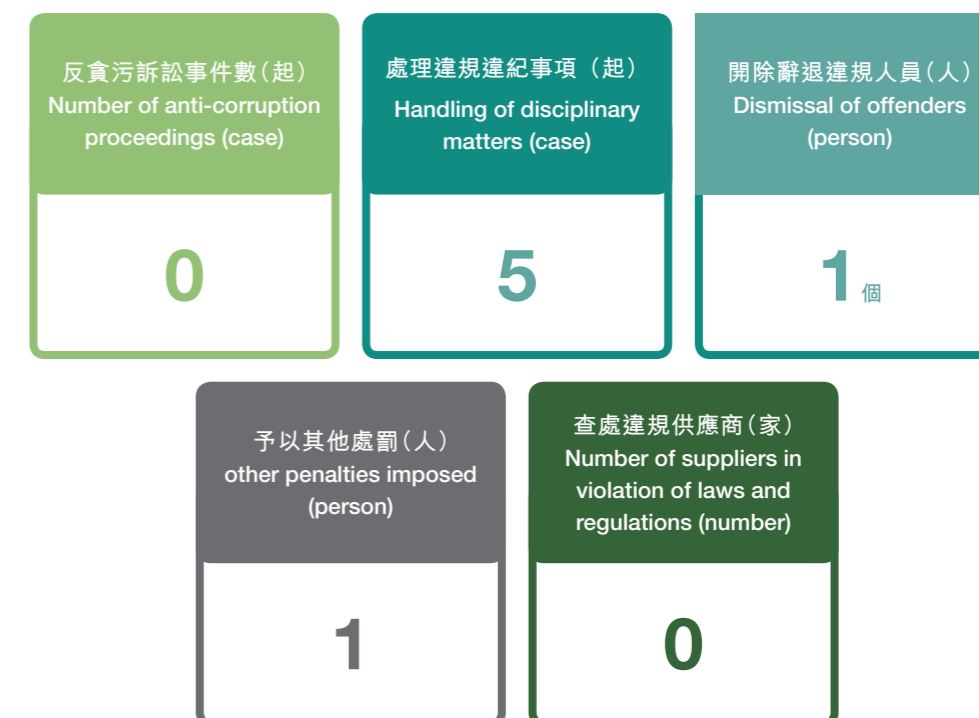 反貪污訴訟事件數(起)
Number of anti-corruption
proceedings (case)
0
處理違規違紀事項(起)
Handling of disciplinary
matters (case)
5
開除辭退違規人員(人)
Dismissal of offenders
(person)
1個
予以其他處罰(人)
other penalties imposed
(person)
1
查處違規供應商(家)
Number of suppliers in
violation of laws and
regulations (number)
0